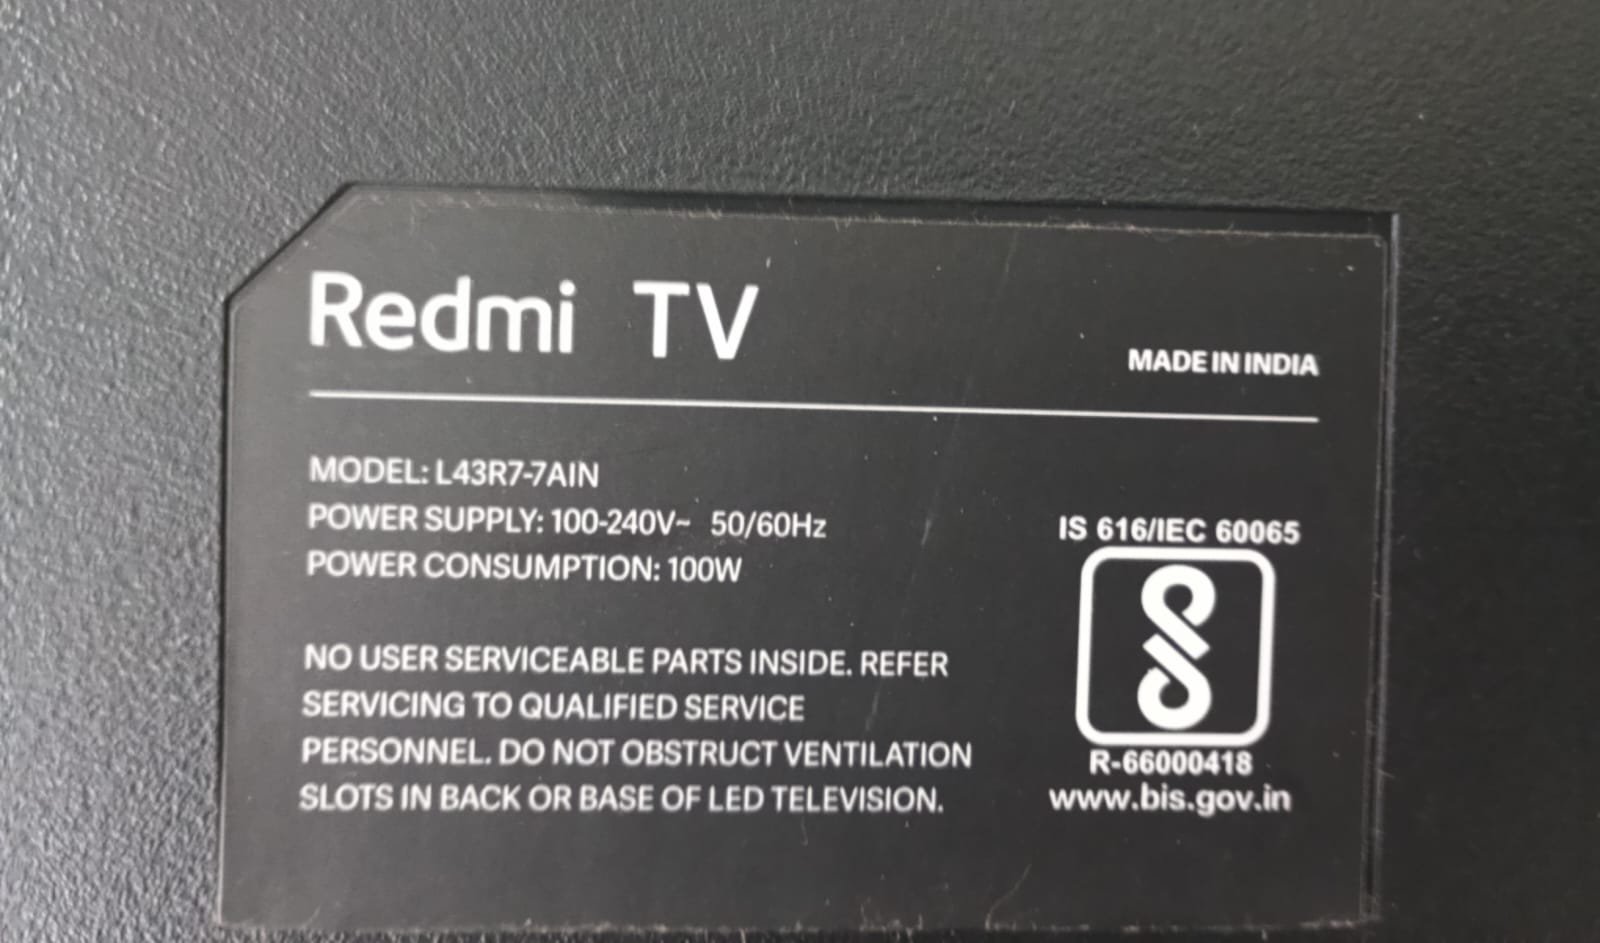 Redmi TV
MADE IN INDIA
MODEL: L43R7-7AIN
POWER SUPPLY: 100-240V~ 50/60Hz
POWER CONSUMPTION: 100W
NO USER SERVICEABLE PARTS INSIDE. REFER
SERVICING TO QUALIFIED SERVICE
PERSONNEL. DO NOT OBSTRUCT VENTILATION
SLOTS IN BACK OR BASE OF LED TELEVISION.
IS 616/IEC 60065
R-66000418
www.bis.gov.in